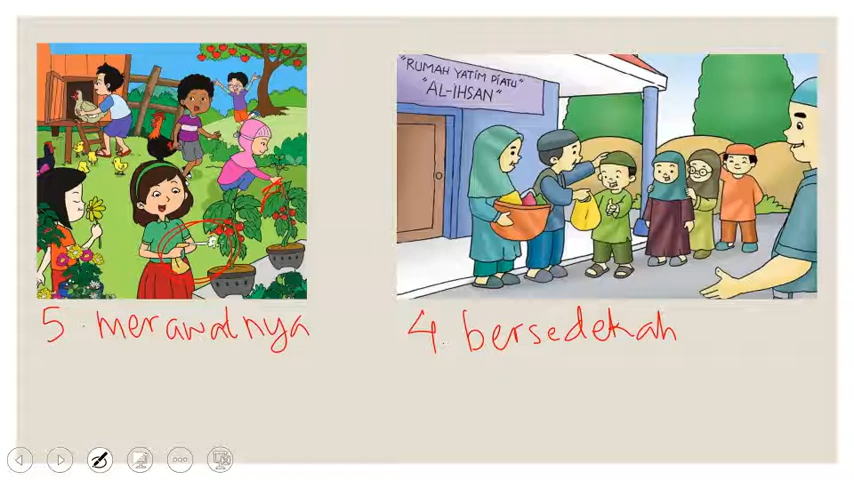 "RUMAH YATIM PIATU"
"AL-IHSAN"
5. merawatnya
4. bersedekah